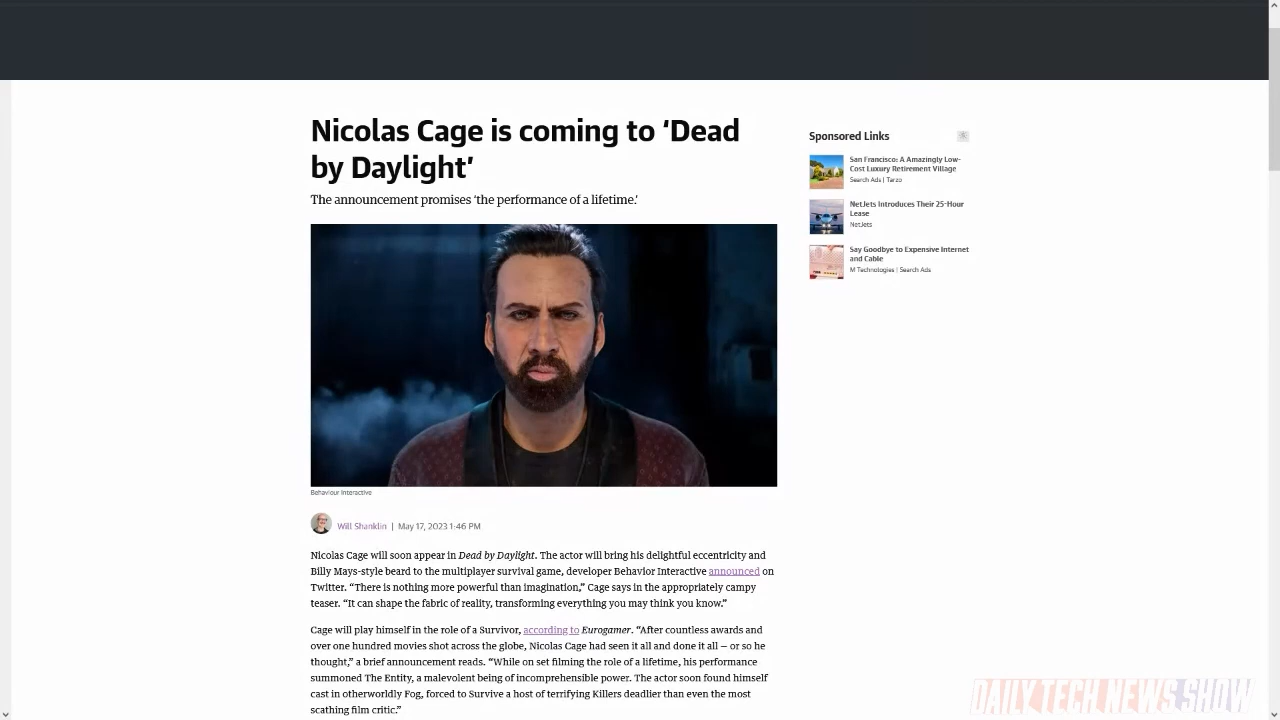 Nicolas Cage is coming to ‘Dead
by Daylight’
The announcement promises ‘the performance of a lifetime.’
Behaviour Interactive
Will Shanklin | May 17, 2023 1:46 PM
Nicolas Cage will soon appear in Dead by Daylight. The actor will bring his delightful eccentricity and
Billy Mays-style beard to the multiplayer survival game, developer Behavior Interactive announced on
Twitter. “There is nothing more powerful than imagination,” Cage says in the appropriately campy
teaser. “It can shape the fabric of reality, transforming everything you may think you know.”
Cage will play himself in the role of a Survivor, according to Eurogamer. “After countless awards and
over one hundred movies shot across the globe, Nicolas Cage had seen it all and done it all – or so he
thought,” a brief announcement reads. “While on set filming the role of a lifetime, his performance
summoned The Entity, a malevolent being of incomprehensible power. The actor soon found himself
cast in otherworldly Fog, forced to Survive a host of terrifying Killers deadlier than even the most
scathing film critic.”
Sponsored Links
San Francisco: A Amazingly Low-
Cost Luxury Retirement Village
Search Ads | Tarzo
NetJets Introduces Their 25-Hour
Lease
NetJets
Say Goodbye to Expensive Internet
and Cable
M Technologies | Search Ads
DAILY TECH NEWS SHOW